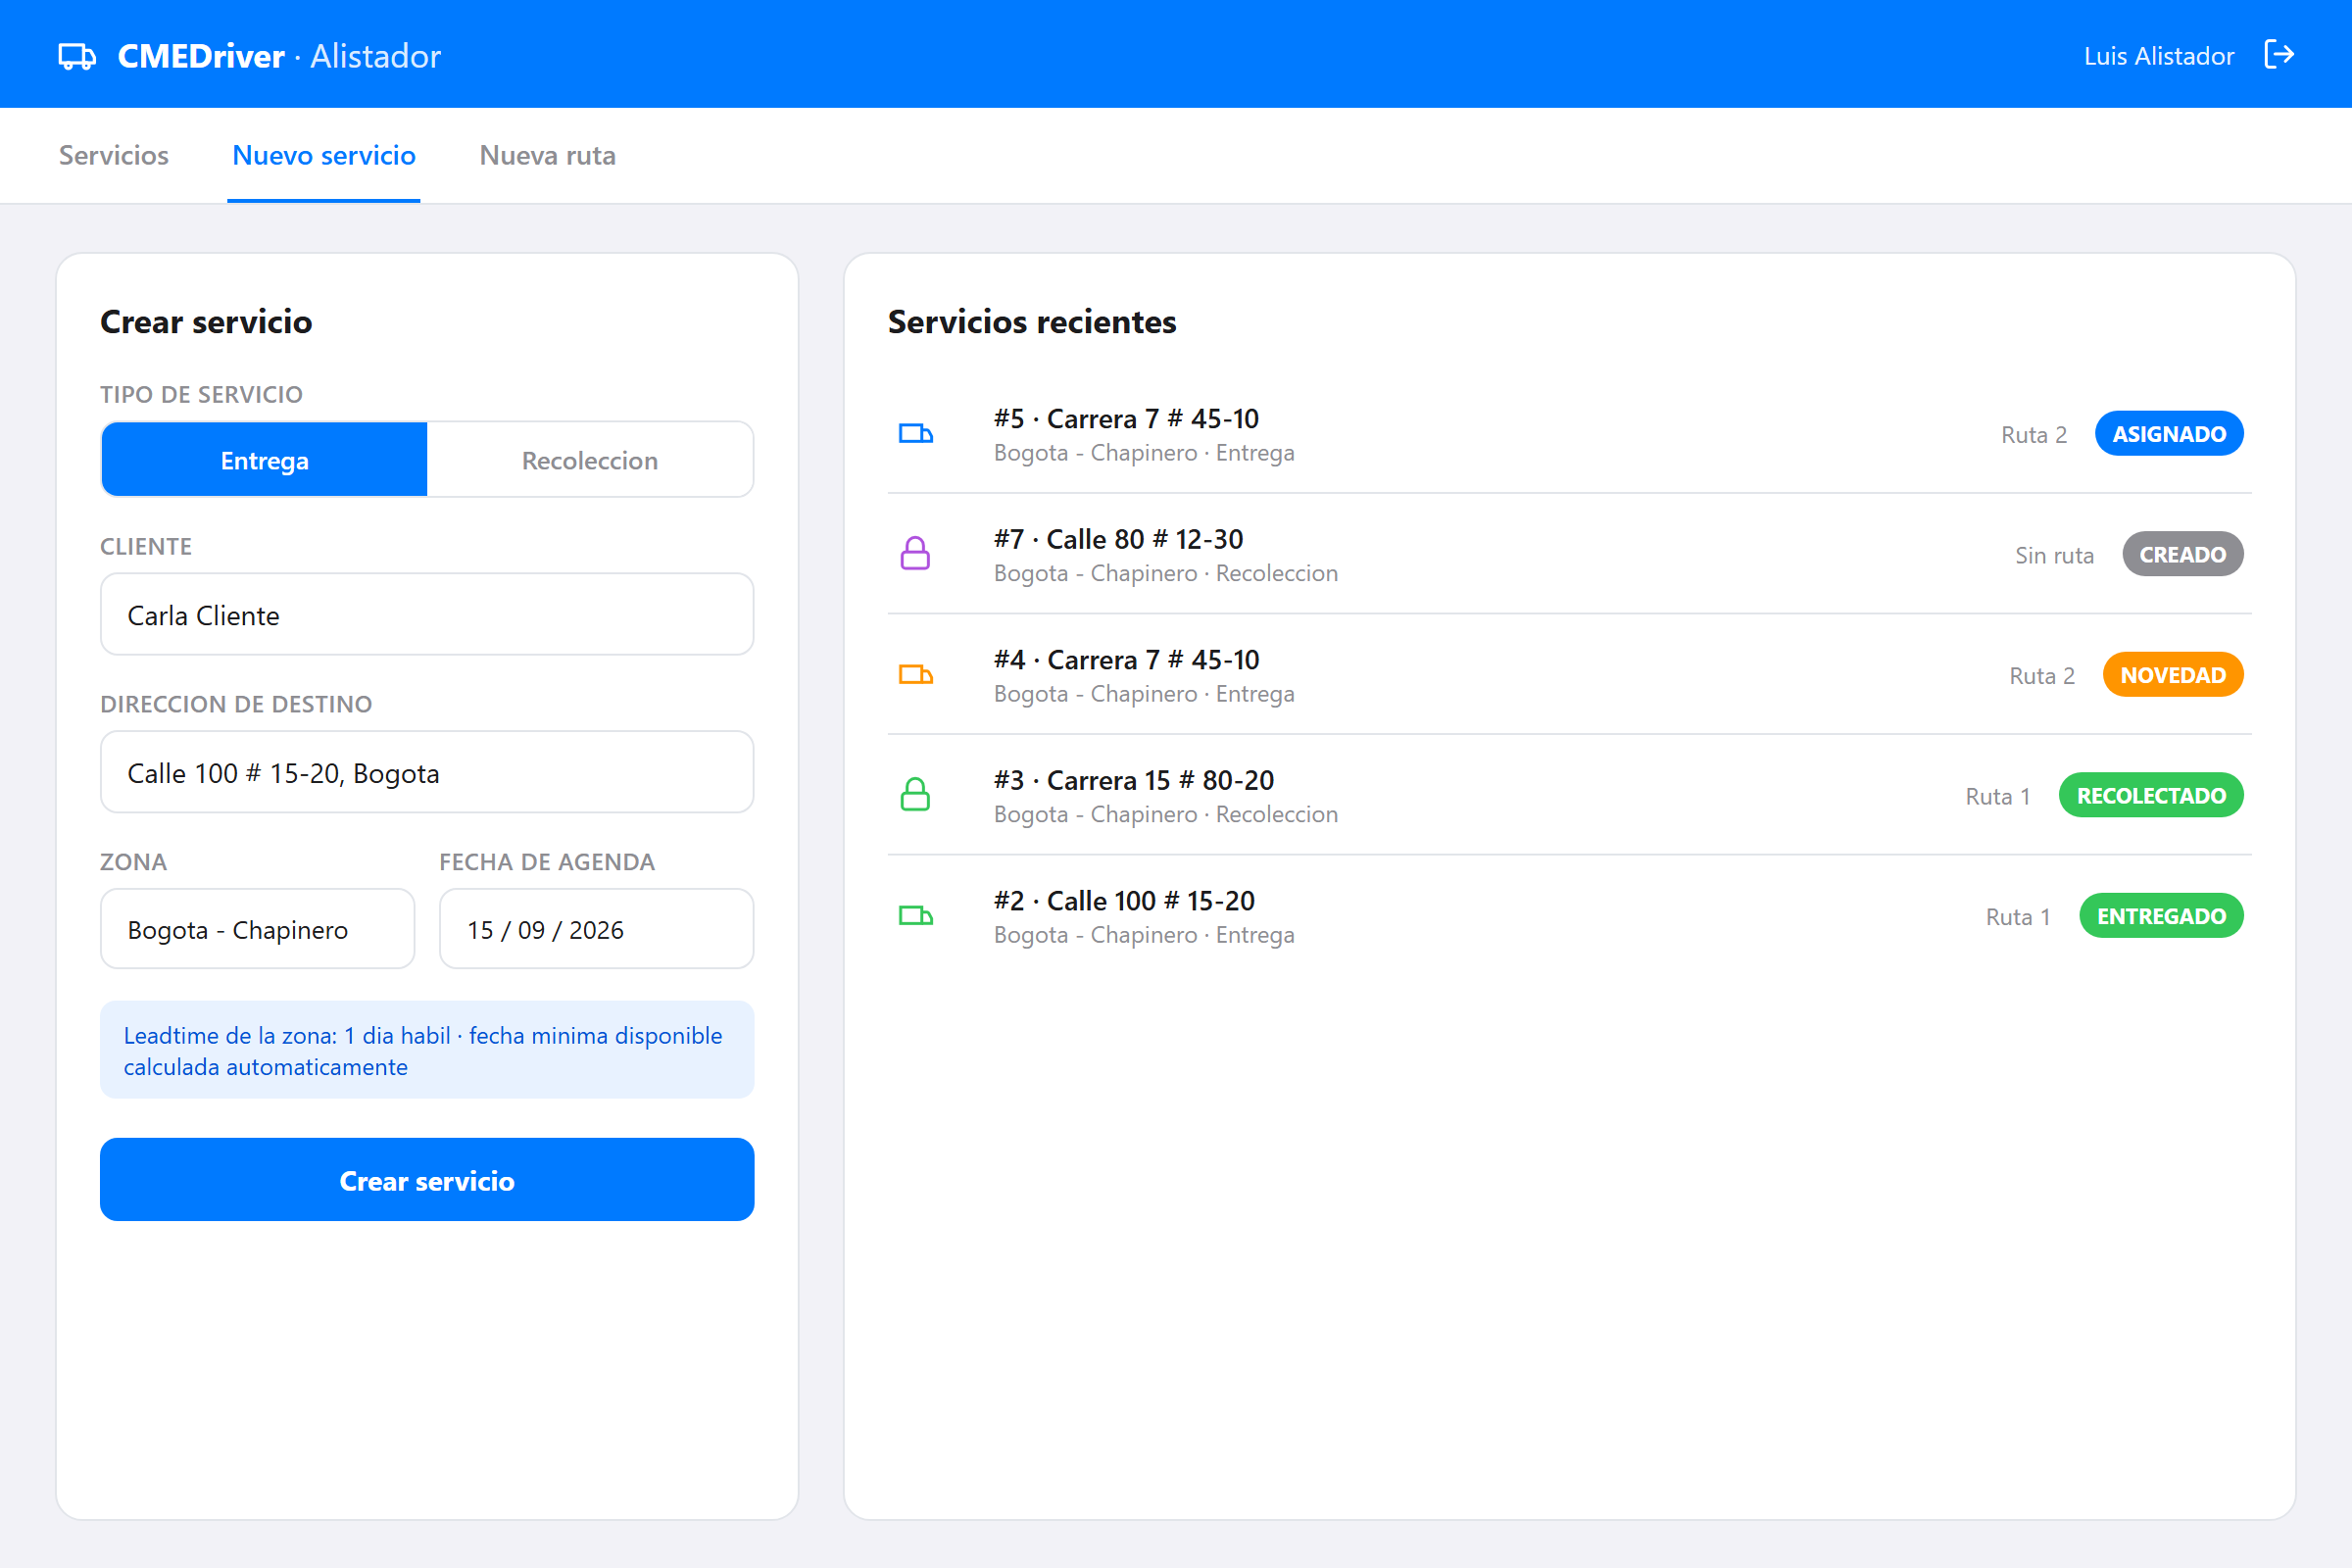 CMEDriver · Alistador
Luis Alistador
Servicios
Nuevo servicio
Nueva ruta
Crear servicio
TIPO DE SERVICIO
Entrega
Recoleccion
CLIENTE
Carla Cliente
DIRECCION DE DESTINO
Calle 100 # 15-20, Bogota
ZONA
FECHA DE AGENDA
Bogota - Chapinero
15 / 09 / 2026
Leadtime de la zona: 1 dia habil · fecha minima disponible
calculada automaticamente
Crear servicio
Servicios recientes
#5 · Carrera 7 # 45-10
Bogota - Chapinero · Entrega
Ruta 2
ASIGNADO
#7 · Calle 80 # 12-30
Bogota - Chapinero · Recoleccion
Sin ruta
CREADO
#4 · Carrera 7 # 45-10
Bogota - Chapinero · Entrega
Ruta 2
NOVEDAD
#3 · Carrera 15 # 80-20
Bogota - Chapinero · Recoleccion
Ruta 1
RECOLECTADO
#2 · Calle 100 # 15-20
Bogota - Chapinero · Entrega
Ruta 1
ENTREGADO